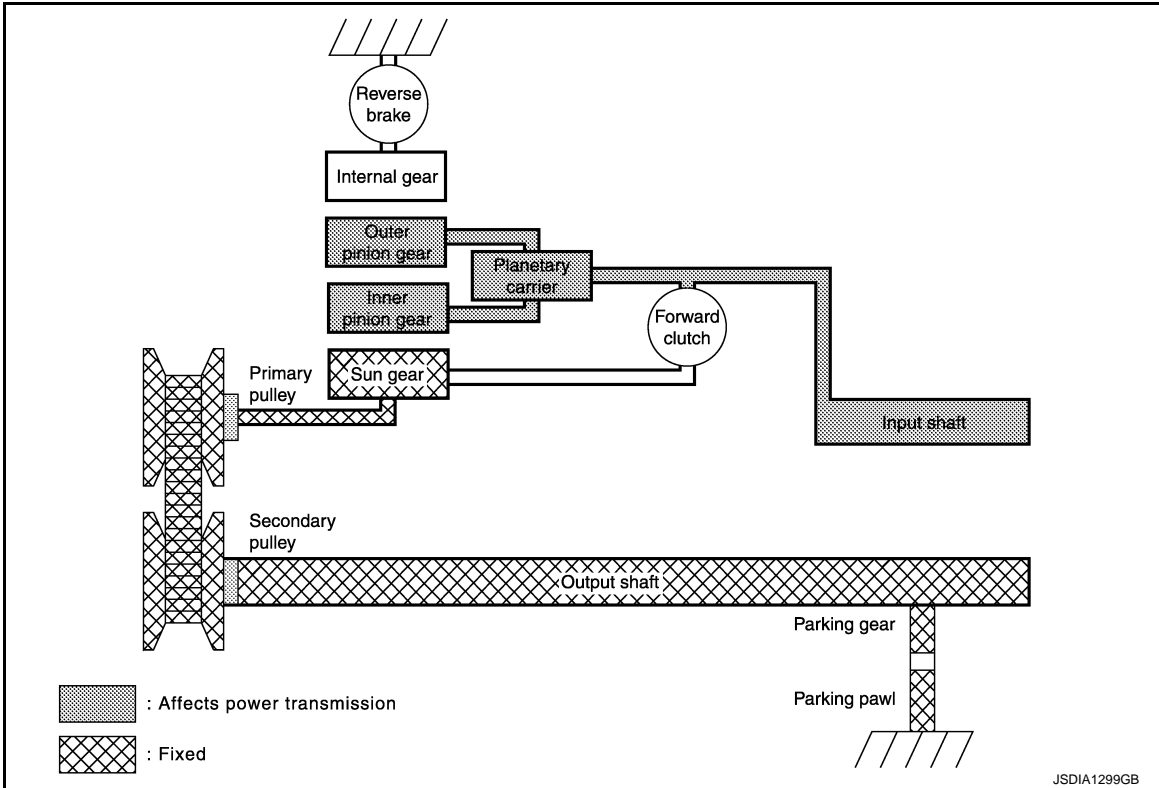 Reverse
brake
Internal gear
Outer
pinion gear
Planetary
carrier
Inner
pinion gear
Forward
clutch
Sun gear
Primary
pulley
Input shaft
Secondary
pulley
Output shaft
Parking gear
Parking pawl
: Affects power transmission
: Fixed
JSDIA1299GB